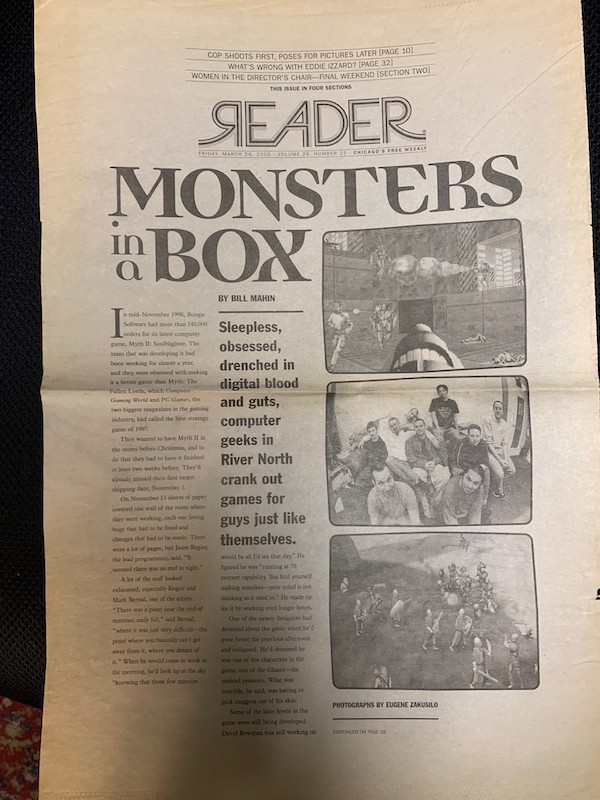 COP SHOOTS FIRST, POSES FOR PICTURES LATER [PAGE 10]
WHAT'S WRONG WITH EDDIE IZZARD? [PAGE 32]
WOMEN IN THE DIRECTOR'S CHAIR—FINAL WEEKEND [SECTION TWO]
THIS ISSUE IN FOUR SECTIONS
READER
FRIDAY, MARCH 24, 2000 · VOLUME 29, NUMBER 25 · CHICAGO'S FREE WEEKLY
MONSTERS
in
a BOX
BY BILL MAHIN
In mid-November 1998, Bungie
Software had more than 140,000
orders for its latest computer
game, Myth II: Soulblighter. The
team that was developing it had
been working for almost a year,
and they were obsessed with making
it a better game than Myth: The
Fallen Lords, which Computer
Gaming World and PC Gamer, the
two biggest magazines in the gaming
industry, had called the best strategy
game of 1997.
They wanted to have Myth II in
the stores before Christmas, and to
do that they had to have it finished
at least two weeks before. They'd
already missed their first target
shipping date, November 1.
On November 13 sheets of paper
covered one wall of the room where
they were working, each one listing
bugs that had to be fixed and
changes that had to be made. There
were a lot of pages, but Jason Regier,
the lead programmer, said, "It
seemed there was an end in sight."
A lot of the staff looked
exhausted, especially Regier and
Mark Bernal, one of the artists.
"There was a point near the end of
summer, early fall," said Bernal,
"where it was just very difficult—the
point where you basically can't get
away from it, where you dream of
it." When he would come to work in
the morning, he'd look up at the sky
"knowing that those few minutes
Sleepless,
obsessed,
drenched in
digital blood
and guts,
computer
geeks in
River North
crank out
games for
guys just like
themselves.
would be all I'd see that day." He
figured he was "running at 75
percent capability. You find yourself
making mistakes—your mind is not
thinking as it used to." He made up
for it by working even longer hours.
One of the newer designers had
dreamed about the game when he'd
gone home the previous afternoon
and collapsed. He'd dreamed he
was one of the characters in the
game, one of the Ghasts—the
undead peasants. What was
horrible, he said, was having to
pick maggots out of his skin.
Some of the later levels in the
game were still being developed.
David Bowman was still working on
PHOTOGRAPHS BY EUGENE ZAKUSILO
CONTINUED ON PAGE 18